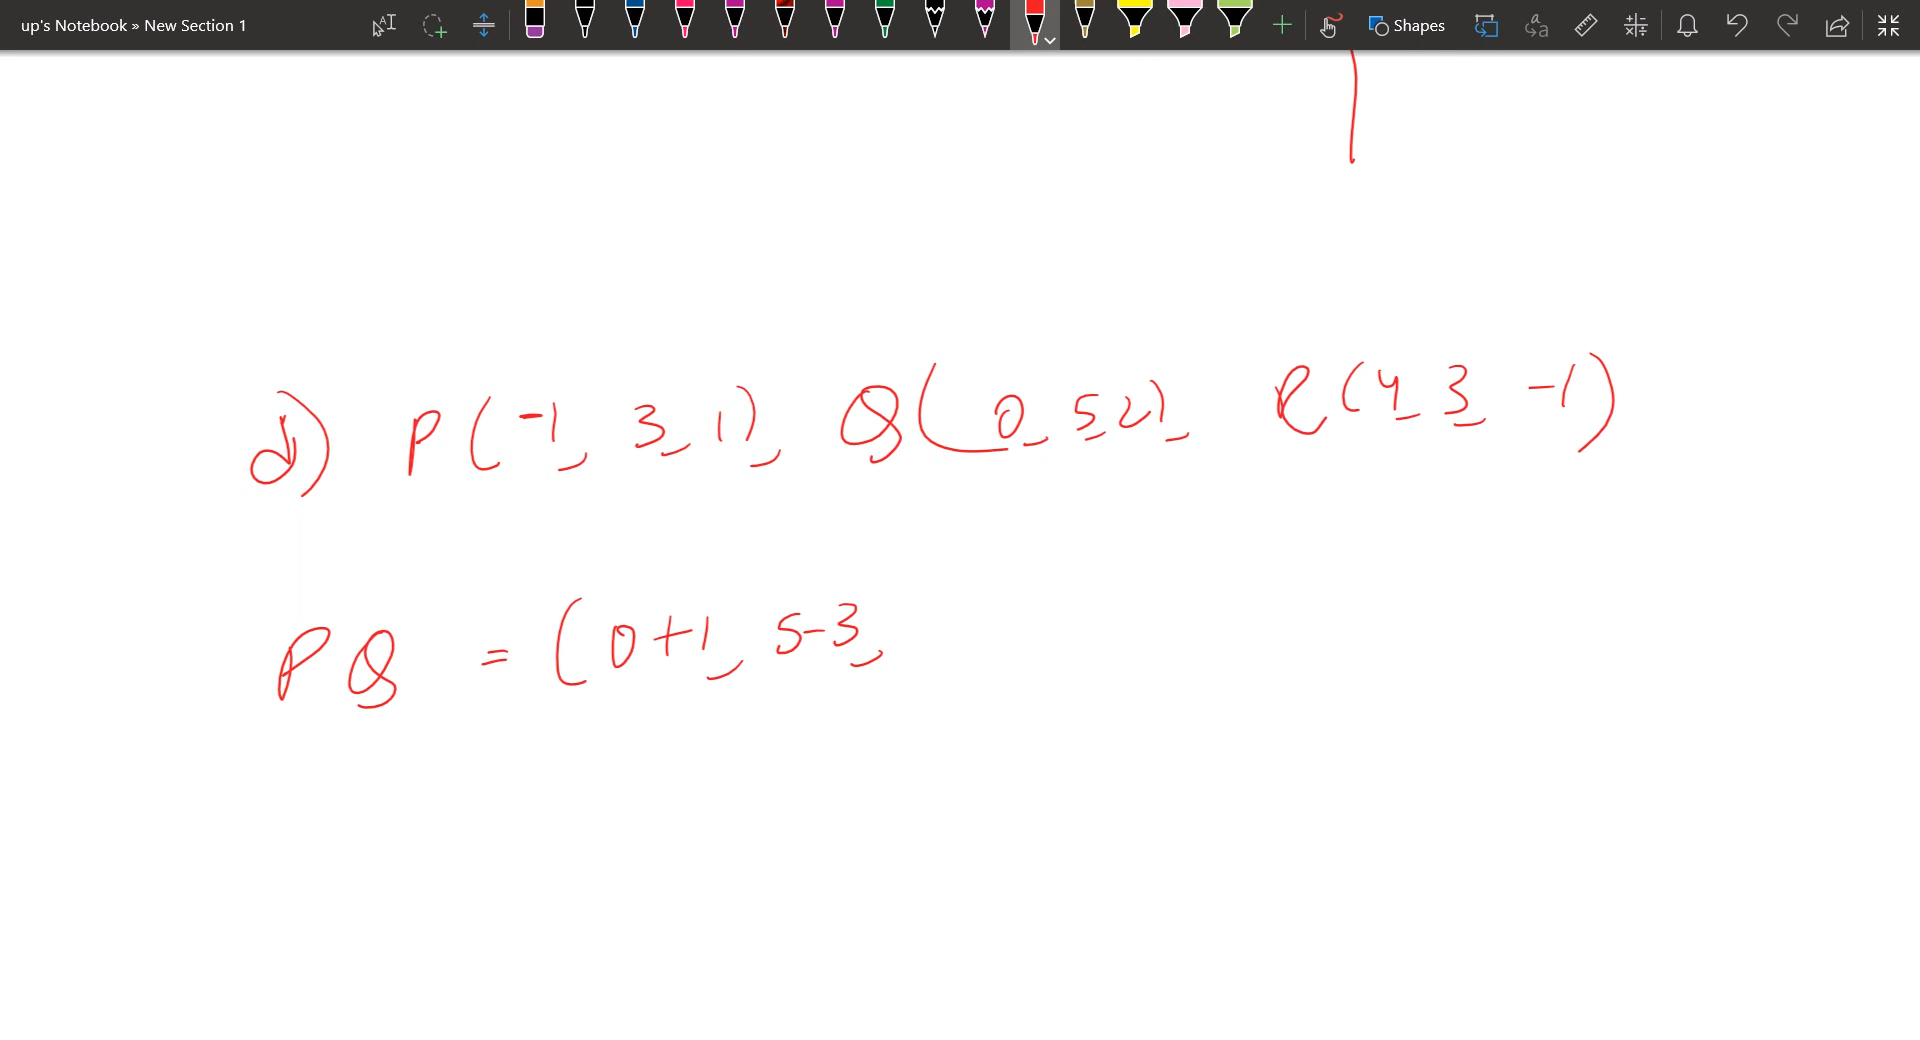 up's Notebook » New Section 1
Shapes
d) P(-1, 3, 1), Q(0, 5, 2), R(4, 3, -1)
PQ = (0+1, 5-3,